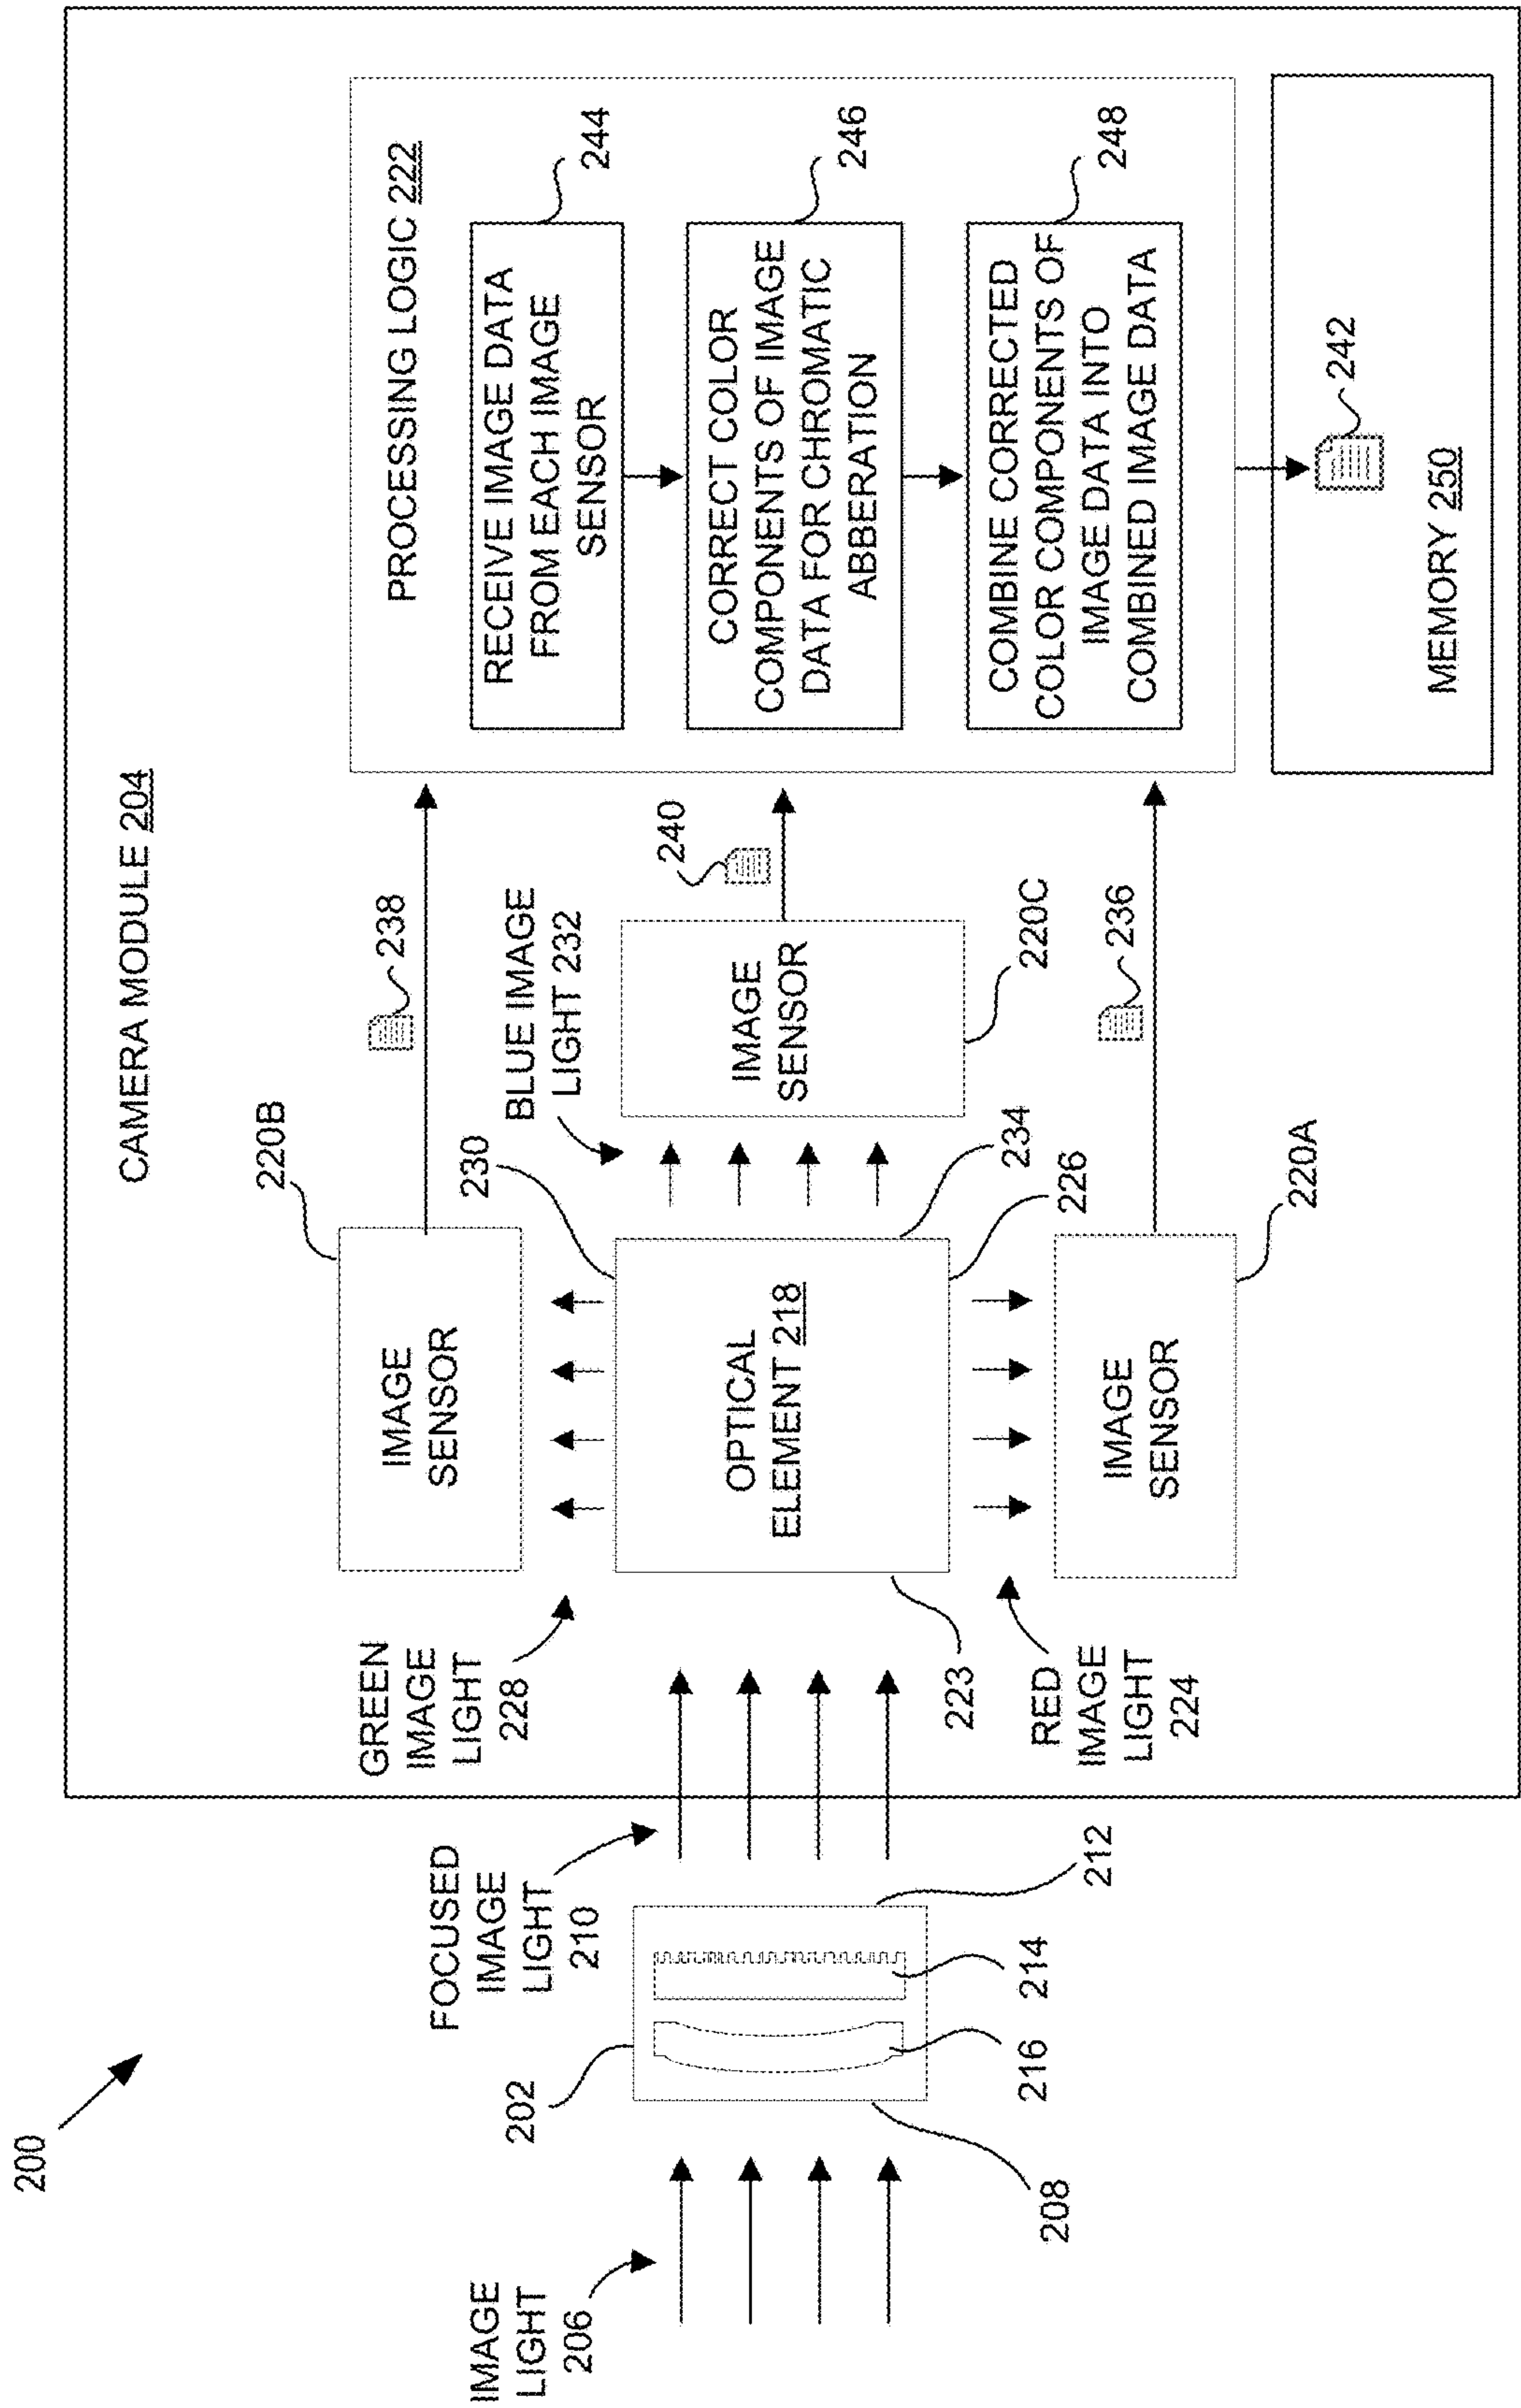 200
CAMERA MODULE 204
IMAGE
LIGHT
206
208
202
216
214
212
FOCUSED
IMAGE
LIGHT
210
GREEN
IMAGE
LIGHT
228
223
RED
IMAGE
LIGHT
224
220B
IMAGE
SENSOR
230
OPTICAL
ELEMENT 218
234
226
IMAGE
SENSOR
220A
BLUE IMAGE
LIGHT 232
IMAGE
SENSOR
220C
238
240
236
PROCESSING LOGIC 222
RECEIVE IMAGE DATA
FROM EACH IMAGE
SENSOR
244
CORRECT COLOR
COMPONENTS OF IMAGE
DATA FOR CHROMATIC
ABBERATION
246
COMBINE CORRECTED
COLOR COMPONENTS OF
IMAGE DATA INTO
COMBINED IMAGE DATA
248
242
MEMORY 250